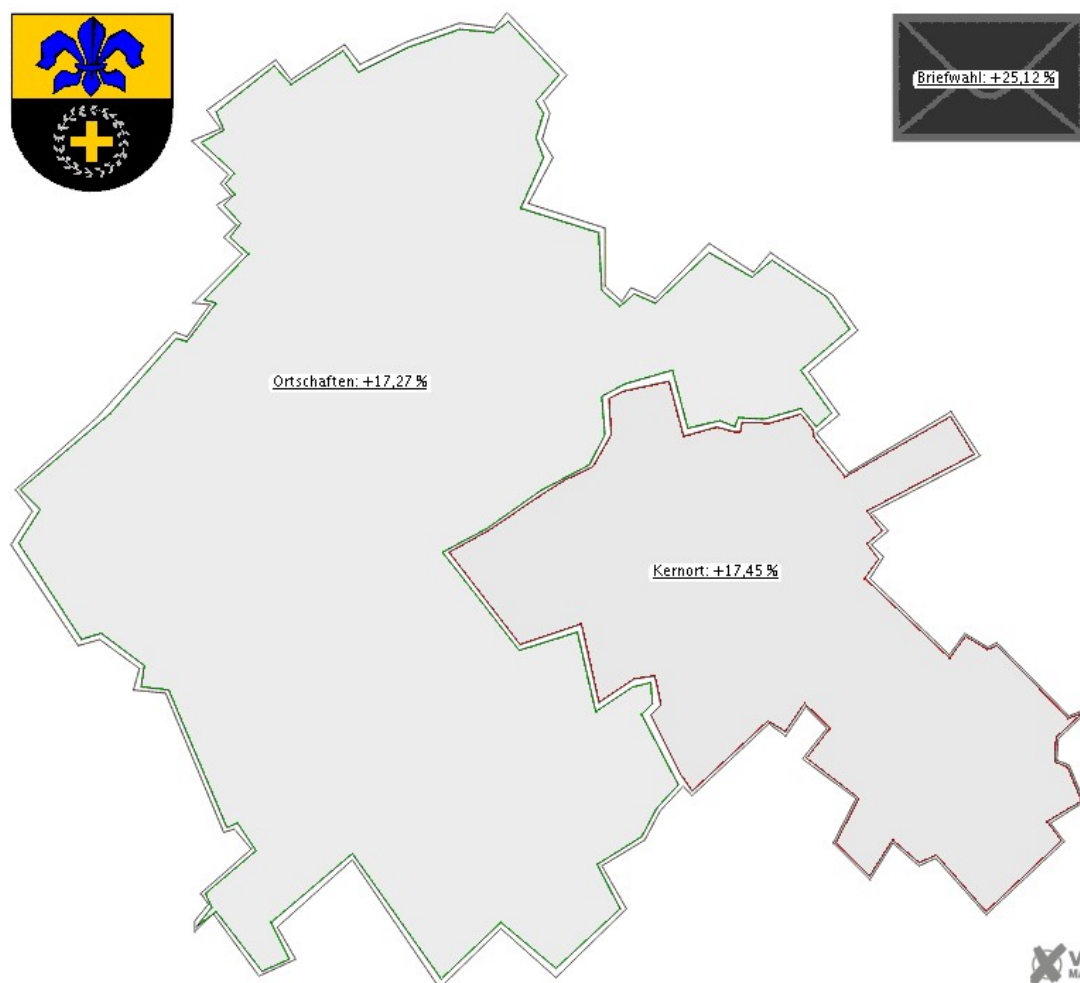 Briefwahl: +25,12 %
Ortschaften: +17,27 %
Kernort: +17,45 %